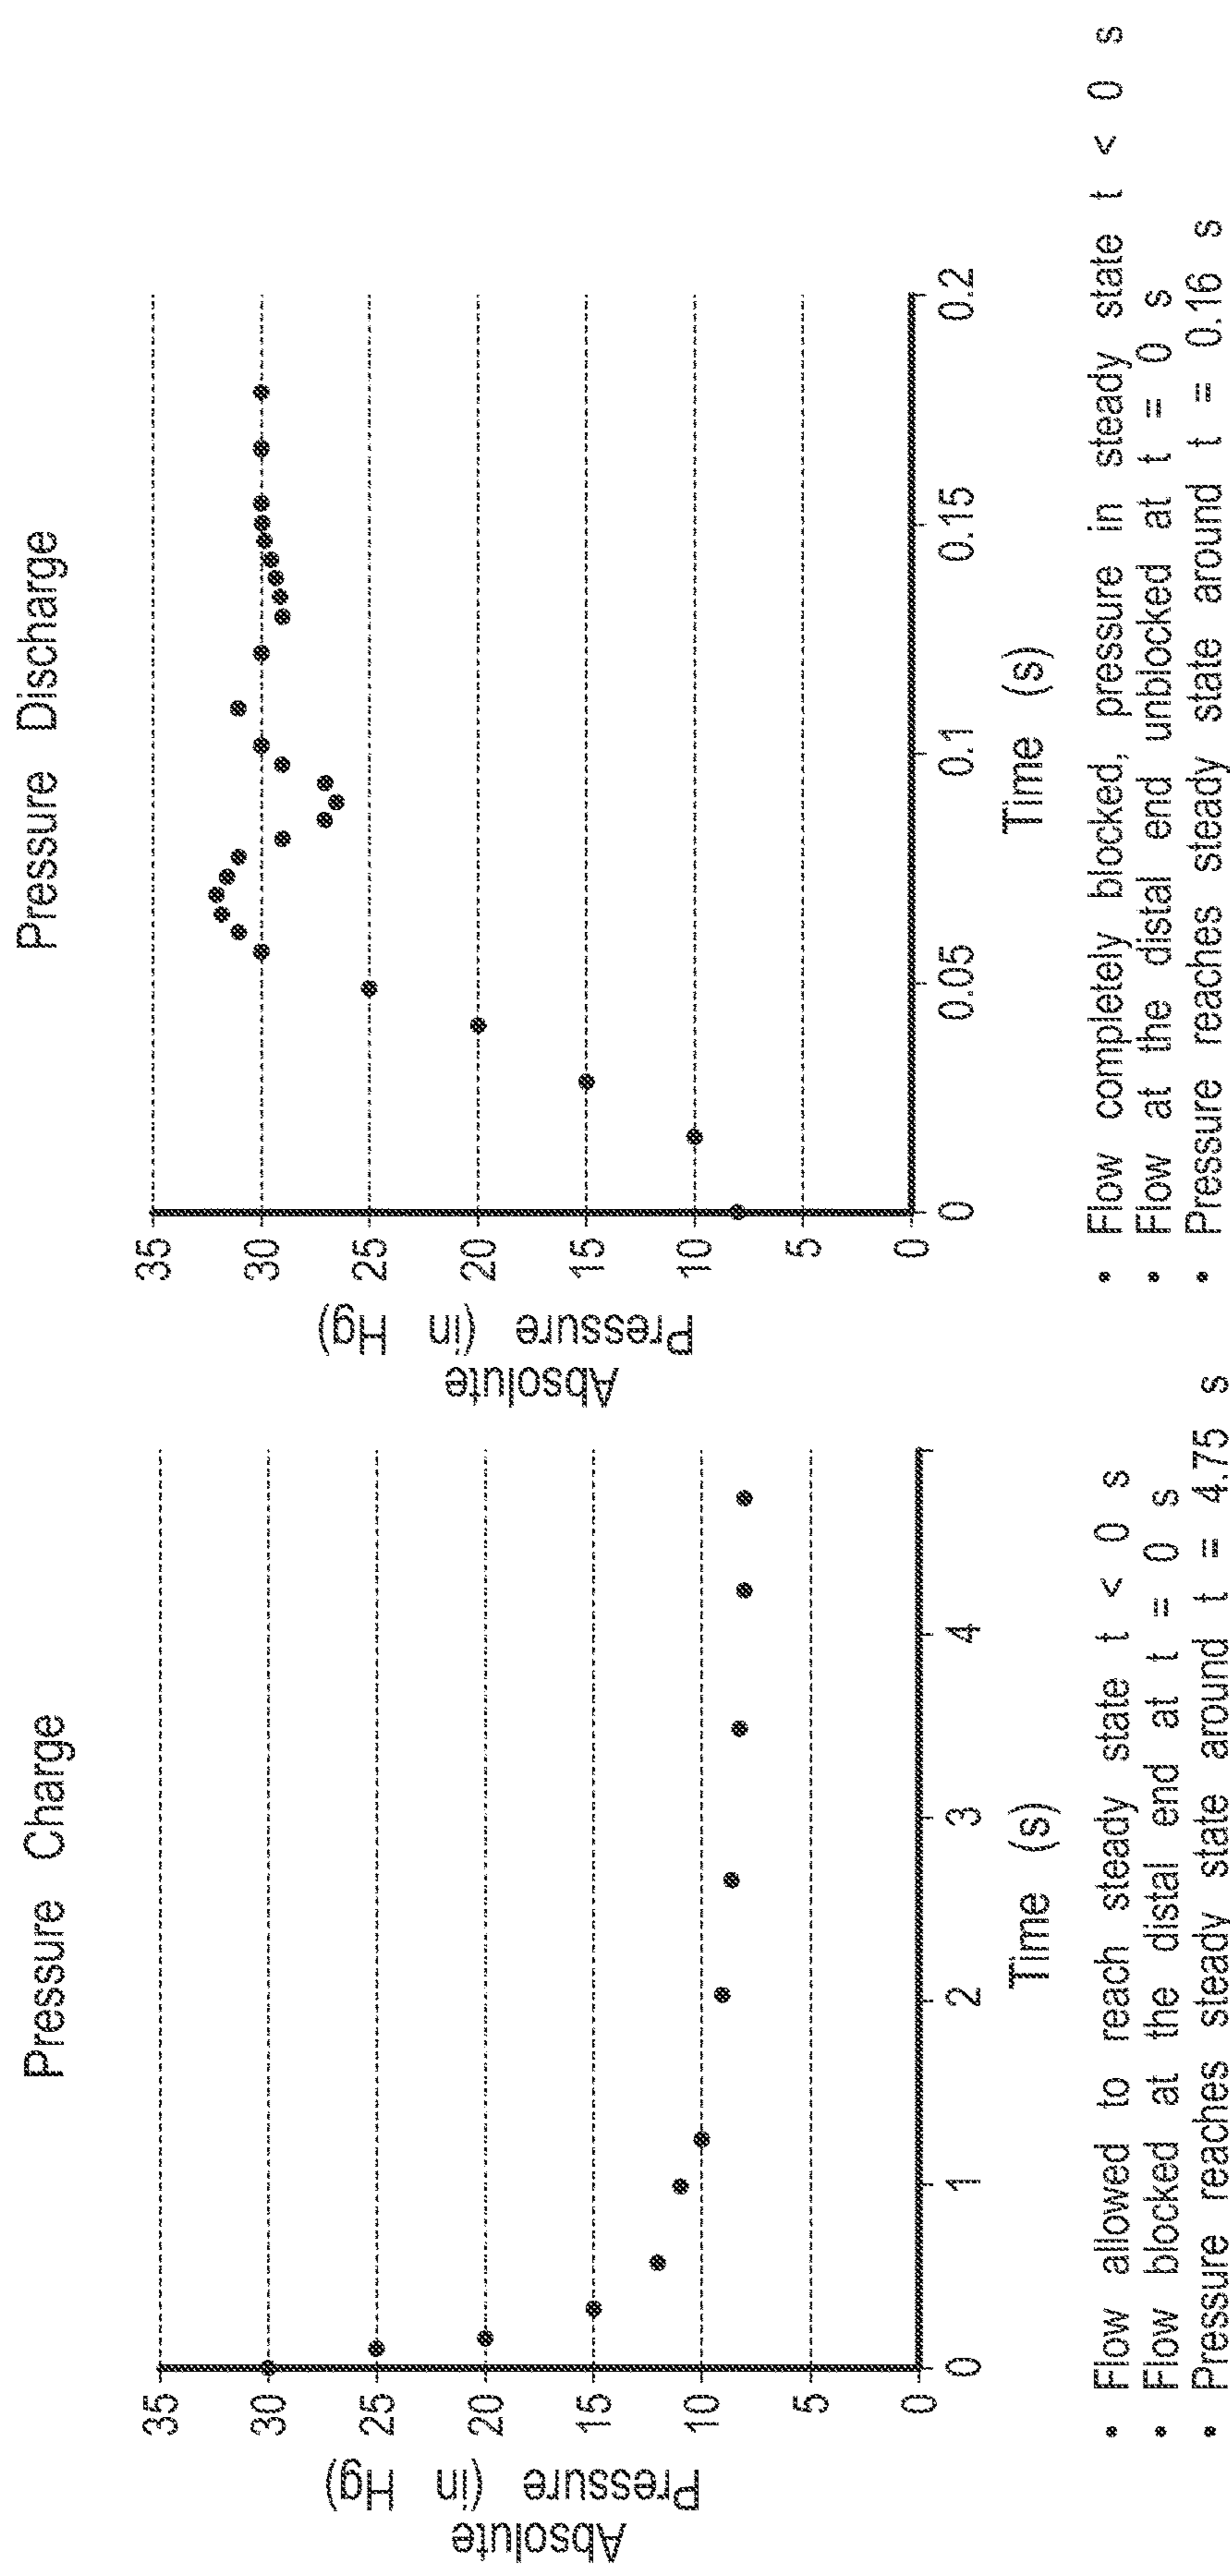 Pressure Charge
Absolute
Pressure (in Hg)
35
30
25
20
15
10
5
0
0
1
2
3
4
Time (s)
• Flow allowed to reach steady state t < 0 s
• Flow blocked at the distal end at t = 0 s
• Pressure reaches steady state around t = 4.75 s
Pressure Discharge
Absolute
Pressure (in Hg)
35
30
25
20
15
10
5
0
0
0.05
0.1
0.15
0.2
Time (s)
• Flow completely blocked, pressure in steady state t < 0 s
• Flow at the distal end unblocked at t = 0 s
• Pressure reaches steady state around t = 0.16 s